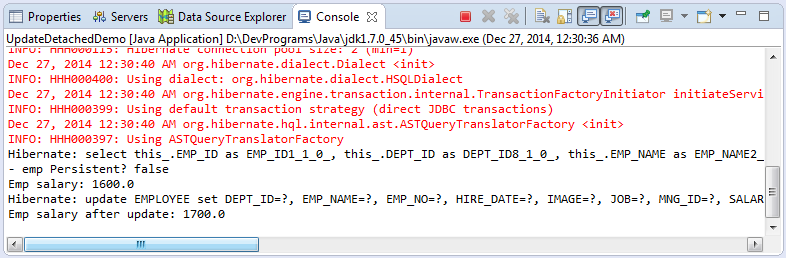 Properties Servers Data Source Explorer Console
UpdateDetachedDemo [Java Application] D:\DevPrograms\Java\jdk1.7.0_45\bin\javaw.exe (Dec 27, 2014, 12:30:36 AM)
INFO: HHH000115: Hibernate connection pool size: 2 (min=1)
Dec 27, 2014 12:30:40 AM org.hibernate.dialect.Dialect <init>
INFO: HHH000400: Using dialect: org.hibernate.dialect.HSQLDialect
Dec 27, 2014 12:30:40 AM org.hibernate.engine.transaction.internal.TransactionFactoryInitiator initiateServi
INFO: HHH000399: Using default transaction strategy (direct JDBC transactions)
Dec 27, 2014 12:30:40 AM org.hibernate.hql.internal.ast.ASTQueryTranslatorFactory <init>
INFO: HHH000397: Using ASTQueryTranslatorFactory
Hibernate: select this_.EMP_ID as EMP_ID1_1_0_, this_.DEPT_ID as DEPT_ID8_1_0_, this_.EMP_NAME as EMP_NAME2_
- emp Persistent? false
Emp salary: 1600.0
Hibernate: update EMPLOYEE set DEPT_ID=?, EMP_NAME=?, EMP_NO=?, HIRE_DATE=?, IMAGE=?, JOB=?, MNG_ID=?, SALAR
Emp salary after update: 1700.0